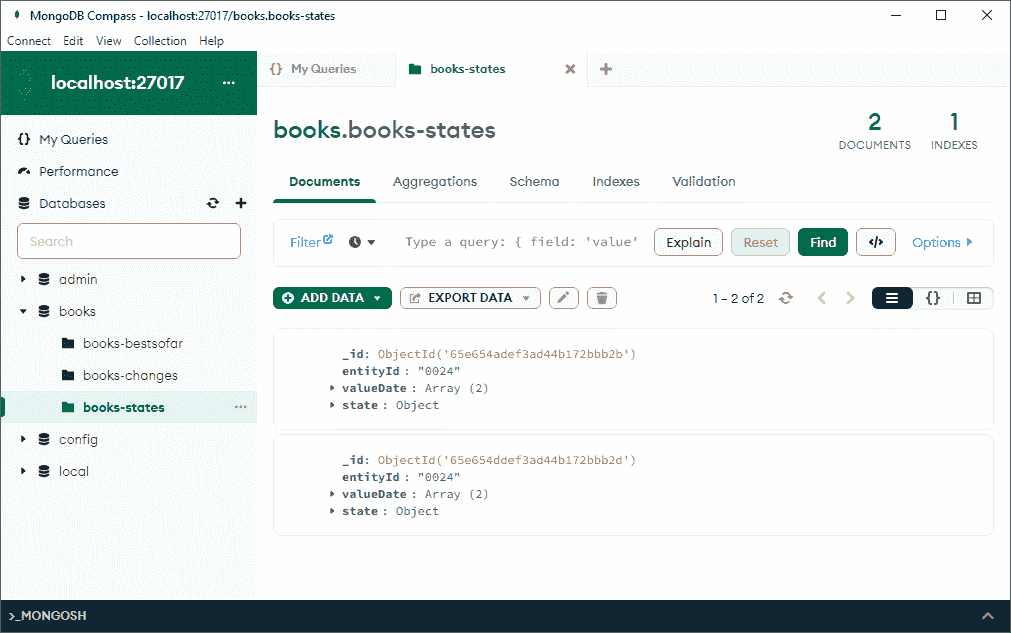 MongoDB Compass - localhost:27017/books.books-states
Connect Edit View Collection Help
localhost:27017 ...
{} My Queries
Performance
Databases
Search
admin
books
books-bestsofar
books-changes
books-states ...
config
local
{} My Queries
books-states
books.books-states
2
DOCUMENTS
1
INDEXES
Documents Aggregations Schema Indexes Validation
Filter Type a query: { field: 'value' Explain Reset Find </> Options
ADD DATA EXPORT DATA 1 – 2 of 2 {}
_id: ObjectId('65e654adef3ad44b172bbb2b')
entityId : "0024"
valueDate : Array (2)
state : Object
_id: ObjectId('65e654ddef3ad44b172bbb2d')
entityId : "0024"
valueDate : Array (2)
state : Object
>_MONGOSH